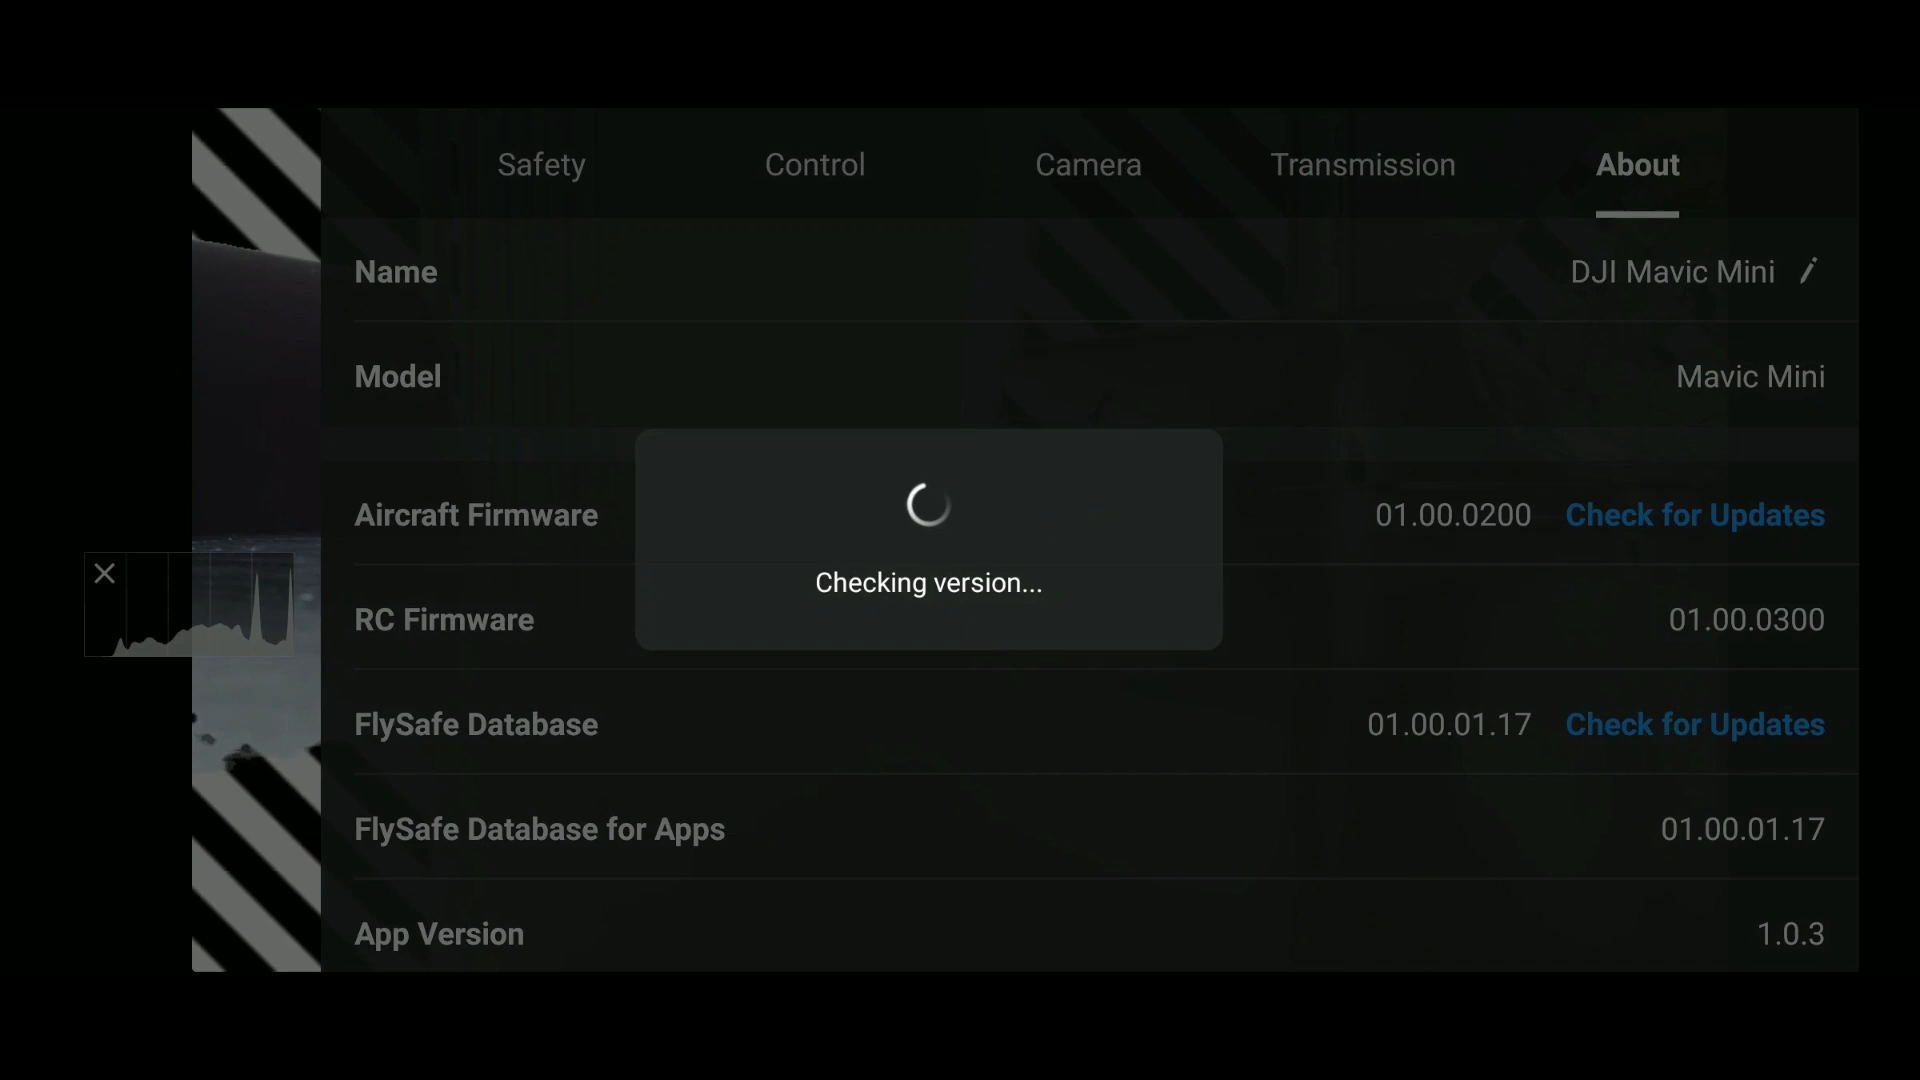 Safety Control Camera Transmission About
Name DJI Mavic Mini
Model Mavic Mini
Aircraft Firmware 01.00.0200 Check for Updates
Checking version...
RC Firmware 01.00.0300
FlySafe Database 01.00.01.17 Check for Updates
FlySafe Database for Apps 01.00.01.17
App Version 1.0.3